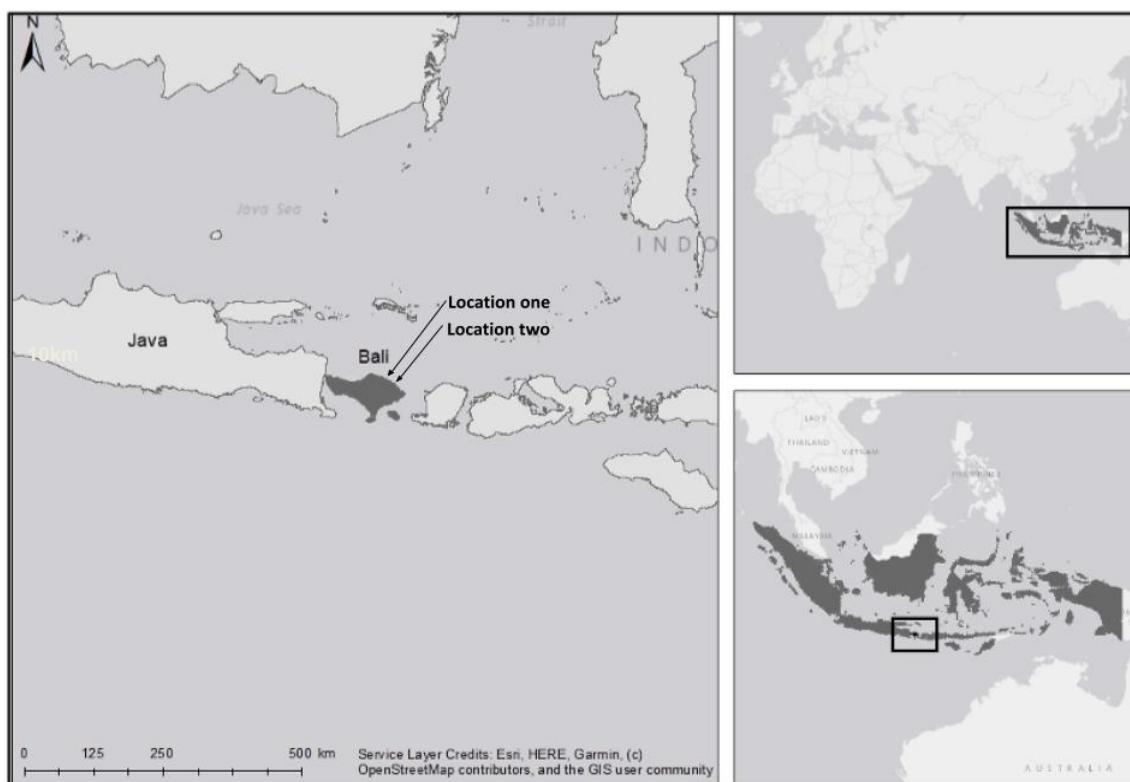 N
Strait
Java Sea
INDO
Location one
Location two
Java
10km
Bali
0 125 250 500 km
Service Layer Credits: Esri, HERE, Garmin, (c)
OpenStreetMap contributors, and the GIS user community
LAOS
THAILAND
VIETNAM
CAMBODIA
PHILIPPINES
MALAYSIA
AUSTRALIA